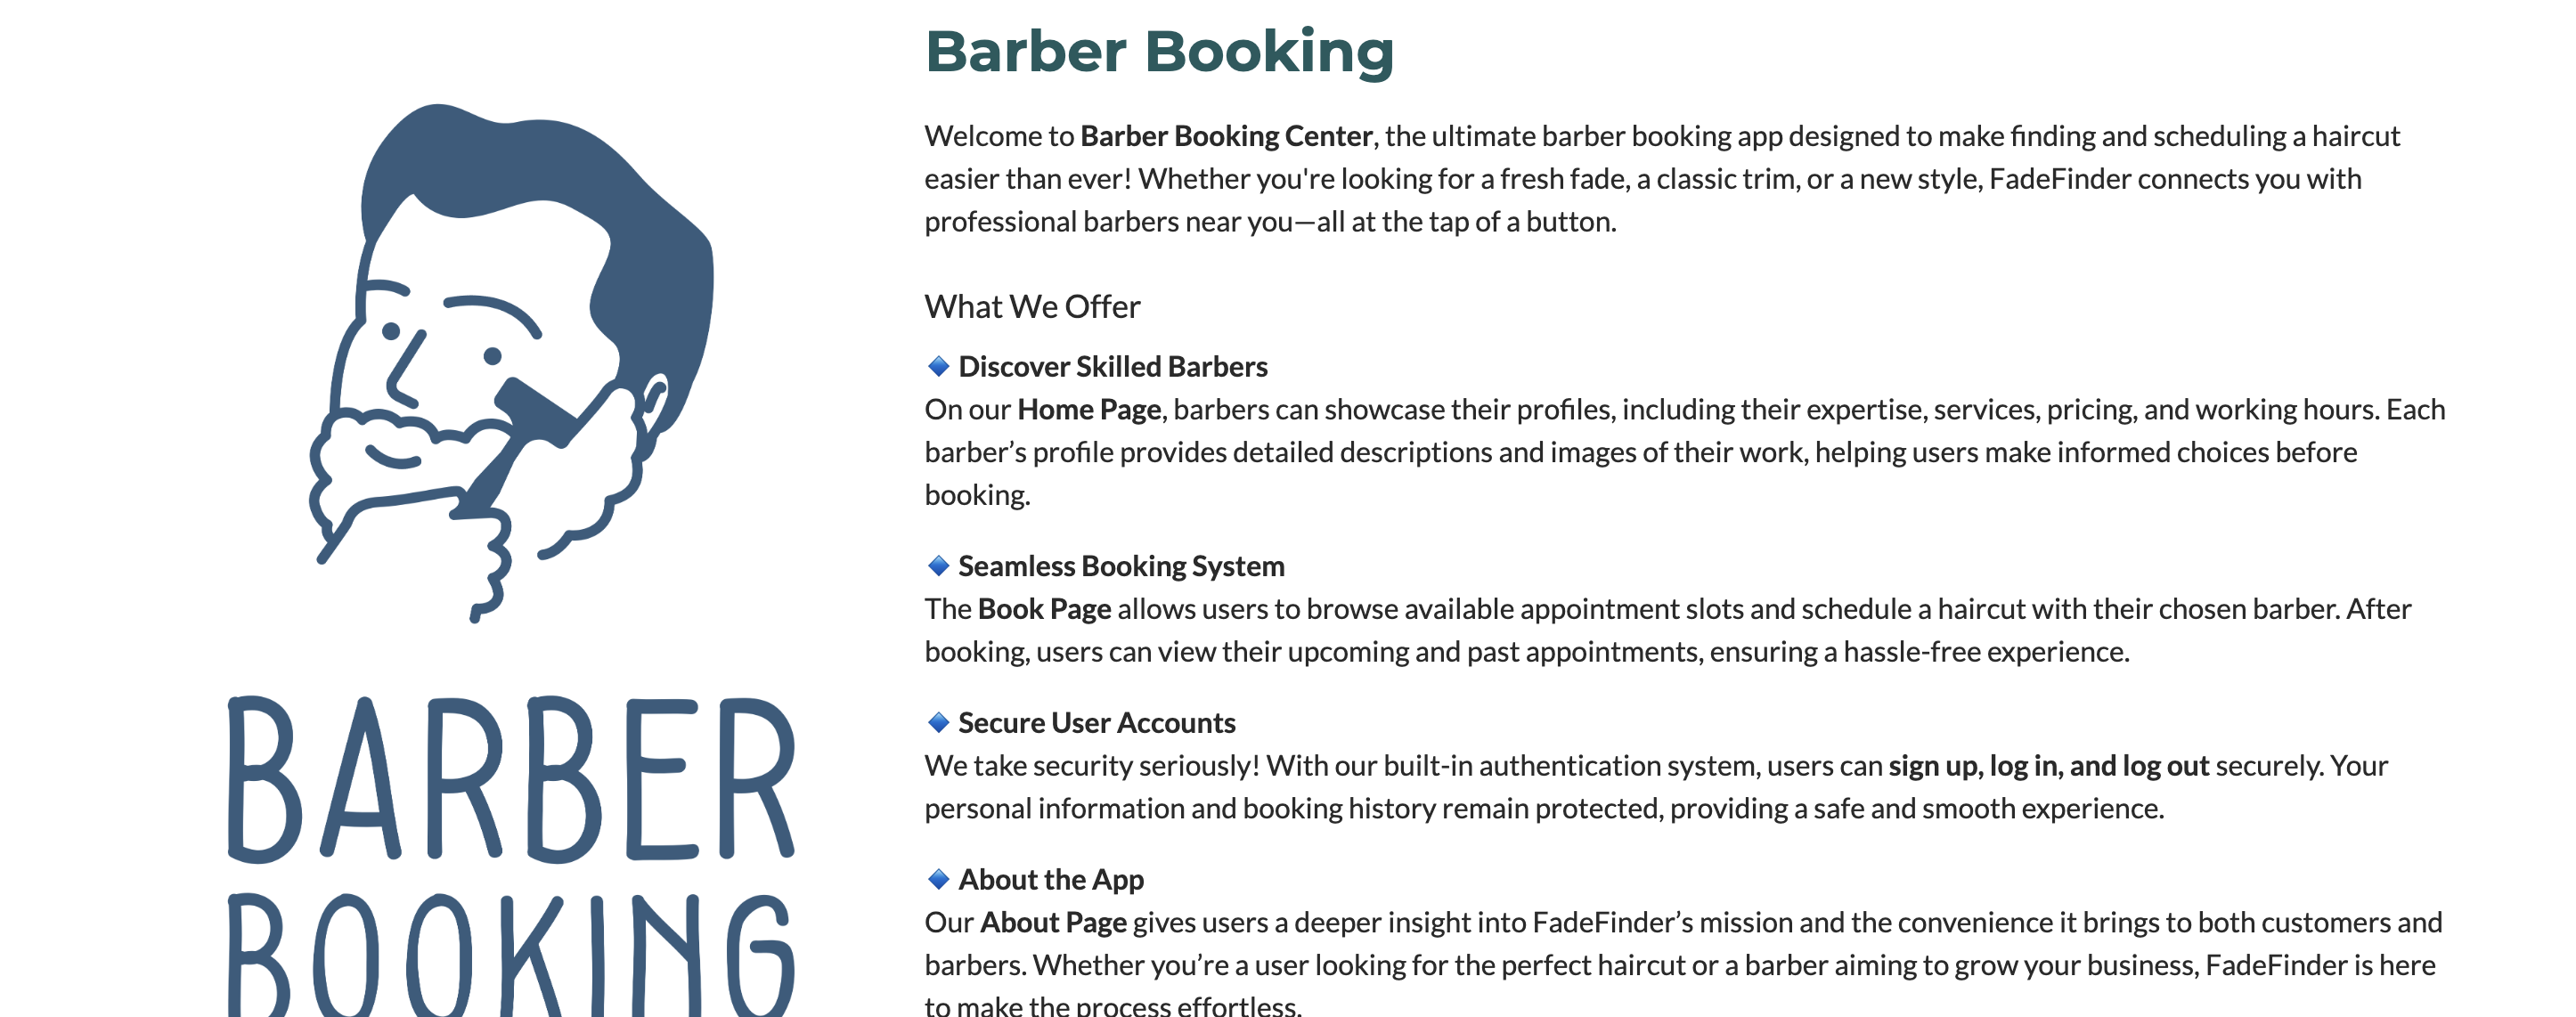 BARBER
BOOKING
Barber Booking
Welcome to Barber Booking Center, the ultimate barber booking app designed to make finding and scheduling a haircut
easier than ever! Whether you're looking for a fresh fade, a classic trim, or a new style, FadeFinder connects you with
professional barbers near you—all at the tap of a button.
What We Offer
🔹 Discover Skilled Barbers
On our Home Page, barbers can showcase their profiles, including their expertise, services, pricing, and working hours. Each
barber’s profile provides detailed descriptions and images of their work, helping users make informed choices before
booking.
🔹 Seamless Booking System
The Book Page allows users to browse available appointment slots and schedule a haircut with their chosen barber. After
booking, users can view their upcoming and past appointments, ensuring a hassle-free experience.
🔹 Secure User Accounts
We take security seriously! With our built-in authentication system, users can sign up, log in, and log out securely. Your
personal information and booking history remain protected, providing a safe and smooth experience.
🔹 About the App
Our About Page gives users a deeper insight into FadeFinder’s mission and the convenience it brings to both customers and
barbers. Whether you’re a user looking for the perfect haircut or a barber aiming to grow your business, FadeFinder is here
to make the process effortless.